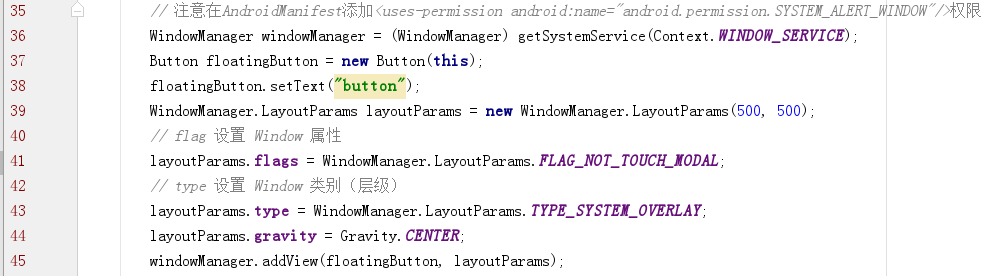 35 // 注意在AndroidManifest添加<uses-permission android:name="android.permission.SYSTEM_ALERT_WINDOW"/>权限
36 WindowManager windowManager = (WindowManager) getSystemService(Context.WINDOW_SERVICE);
37 Button floatingButton = new Button(this);
38 floatingButton.setText("button");
39 WindowManager.LayoutParams layoutParams = new WindowManager.LayoutParams(500, 500);
40 // flag 设置 Window 属性
41 layoutParams.flags = WindowManager.LayoutParams.FLAG_NOT_TOUCH_MODAL;
42 // type 设置 Window 类别（层级）
43 layoutParams.type = WindowManager.LayoutParams.TYPE_SYSTEM_OVERLAY;
44 layoutParams.gravity = Gravity.CENTER;
45 windowManager.addView(floatingButton, layoutParams);